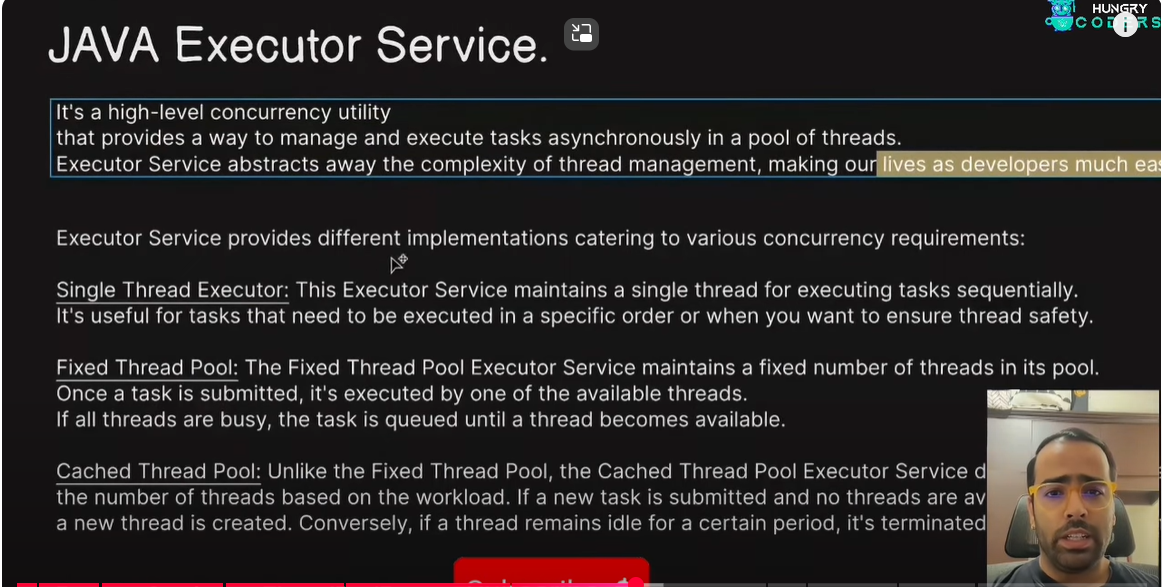 HUNGRY
CODERS
JAVA Executor Service.
It's a high-level concurrency utility
that provides a way to manage and execute tasks asynchronously in a pool of threads.
Executor Service abstracts away the complexity of thread management, making our lives as developers much eas
Executor Service provides different implementations catering to various concurrency requirements:
Single Thread Executor: This Executor Service maintains a single thread for executing tasks sequentially.
It's useful for tasks that need to be executed in a specific order or when you want to ensure thread safety.
Fixed Thread Pool: The Fixed Thread Pool Executor Service maintains a fixed number of threads in its pool.
Once a task is submitted, it's executed by one of the available threads.
If all threads are busy, the task is queued until a thread becomes available.
Cached Thread Pool: Unlike the Fixed Thread Pool, the Cached Thread Pool Executor Service d
the number of threads based on the workload. If a new task is submitted and no threads are av
a new thread is created. Conversely, if a thread remains idle for a certain period, it's terminated